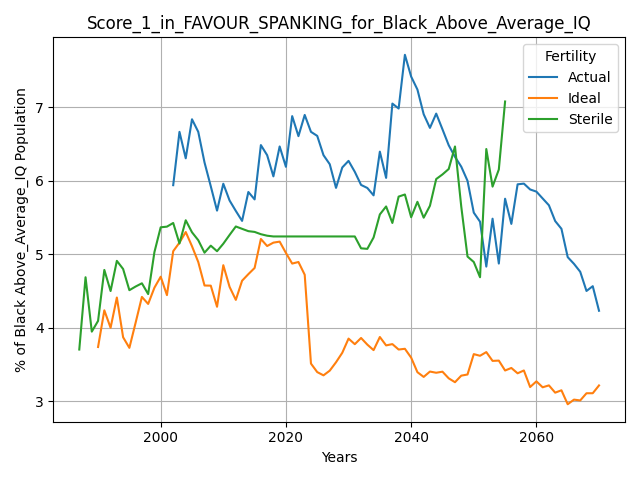 Score_1_in_FAVOUR_SPANKING_for_Black_Above_Average_IQ
% of Black Above_Average_IQ Population
7
6
5
4
3
Fertility
Actual
Ideal
Sterile
2000 2020 2040 2060
Years